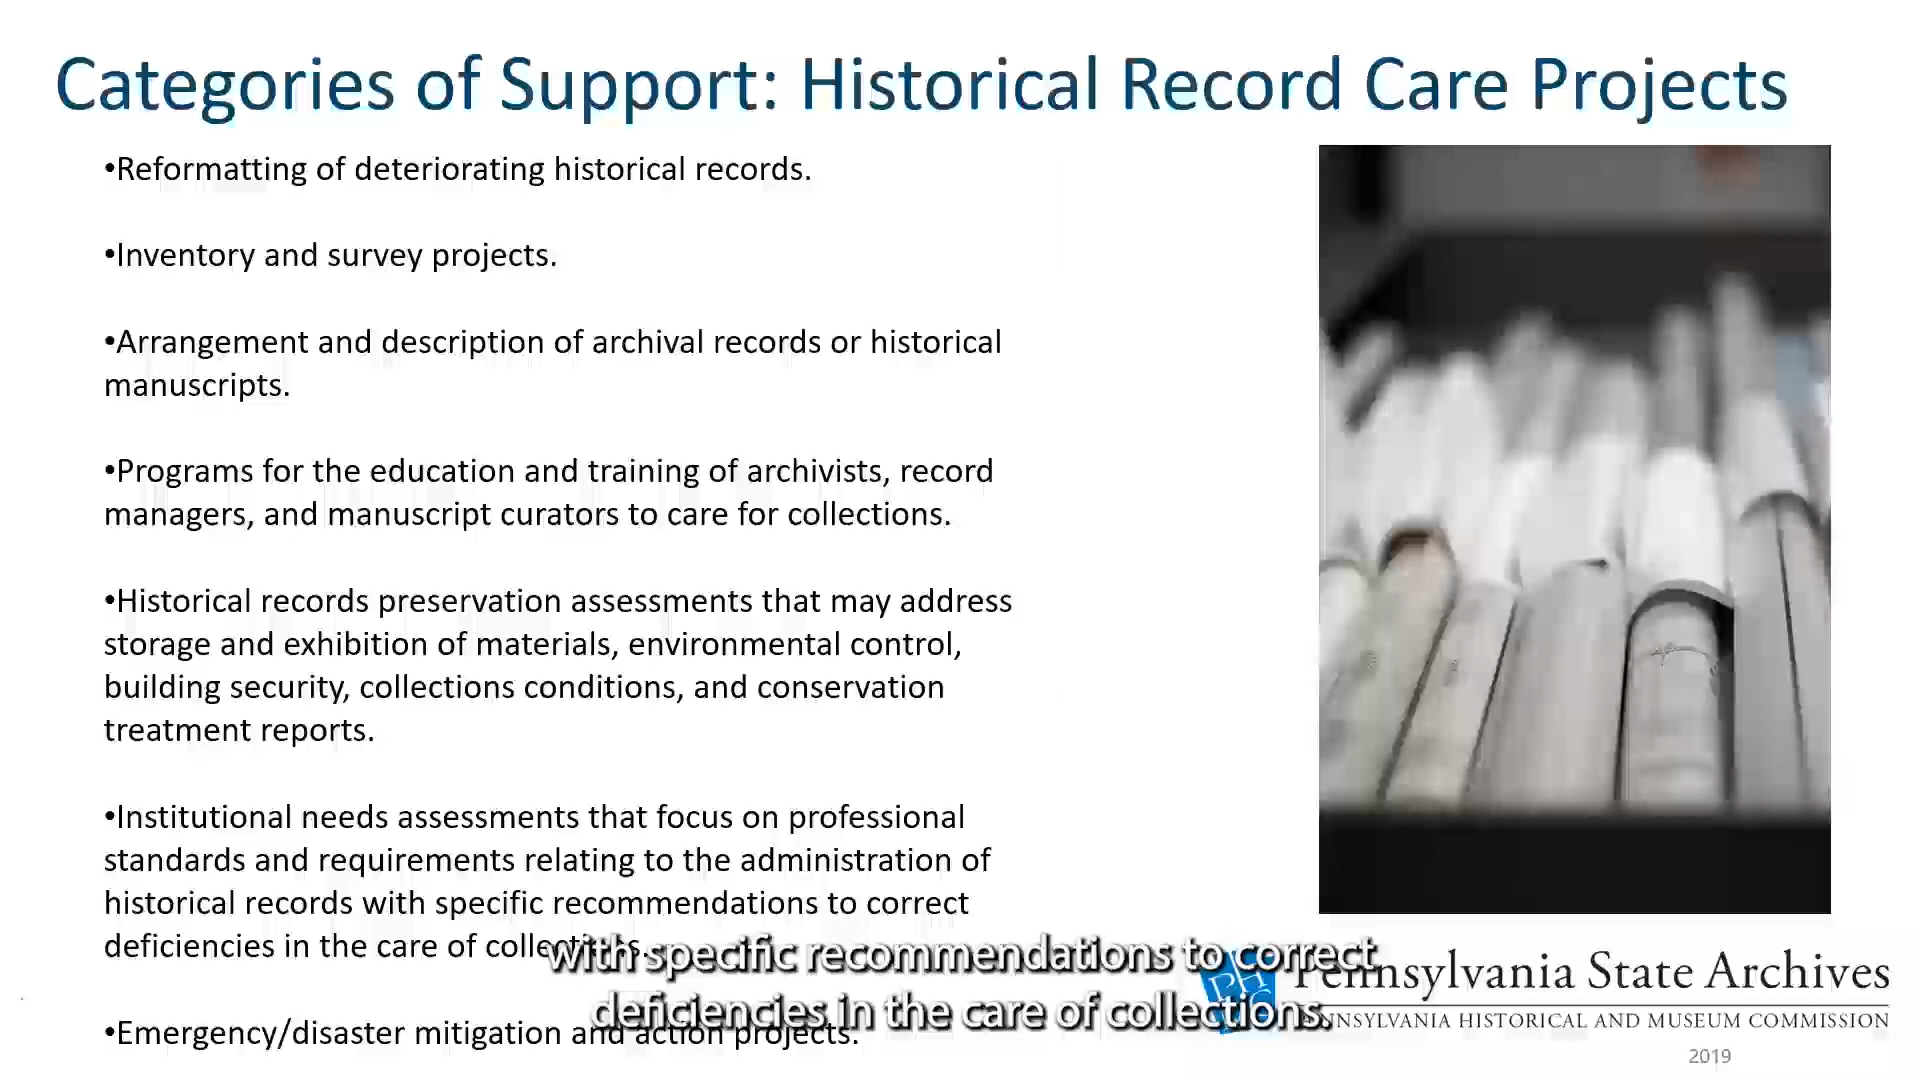 Categories of Support: Historical Record Care Projects
•Reformatting of deteriorating historical records.
•Inventory and survey projects.
•Arrangement and description of archival records or historical
manuscripts.
•Programs for the education and training of archivists, record
managers, and manuscript curators to care for collections.
•Historical records preservation assessments that may address
storage and exhibition of materials, environmental control,
building security, collections conditions, and conservation
treatment reports.
•Institutional needs assessments that focus on professional
standards and requirements relating to the administration of
historical records with specific recommendations to correct
deficiencies in the care of collections.
•Emergency/disaster mitigation and action projects.
with specific recommendations to correct
deficiencies in the care of collections.
Pennsylvania State Archives
PENNSYLVANIA HISTORICAL AND MUSEUM COMMISSION
2019